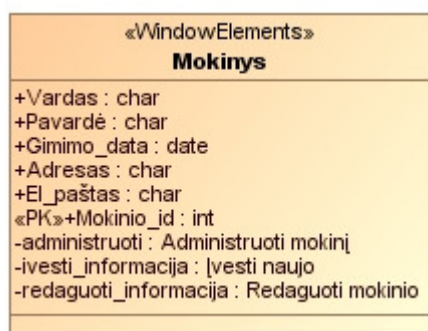 «WindowElements»
Mokinys
+Vardas : char
+Pavardė : char
+Gimimo_data : date
+Adresas : char
+El_paštas : char
«PK»+Mokinio_id : int
-administruoti : Administruoti mokinį
-ivesti_informacija : Įvesti naujo
-redaguoti_informacija : Redaguoti mokinio